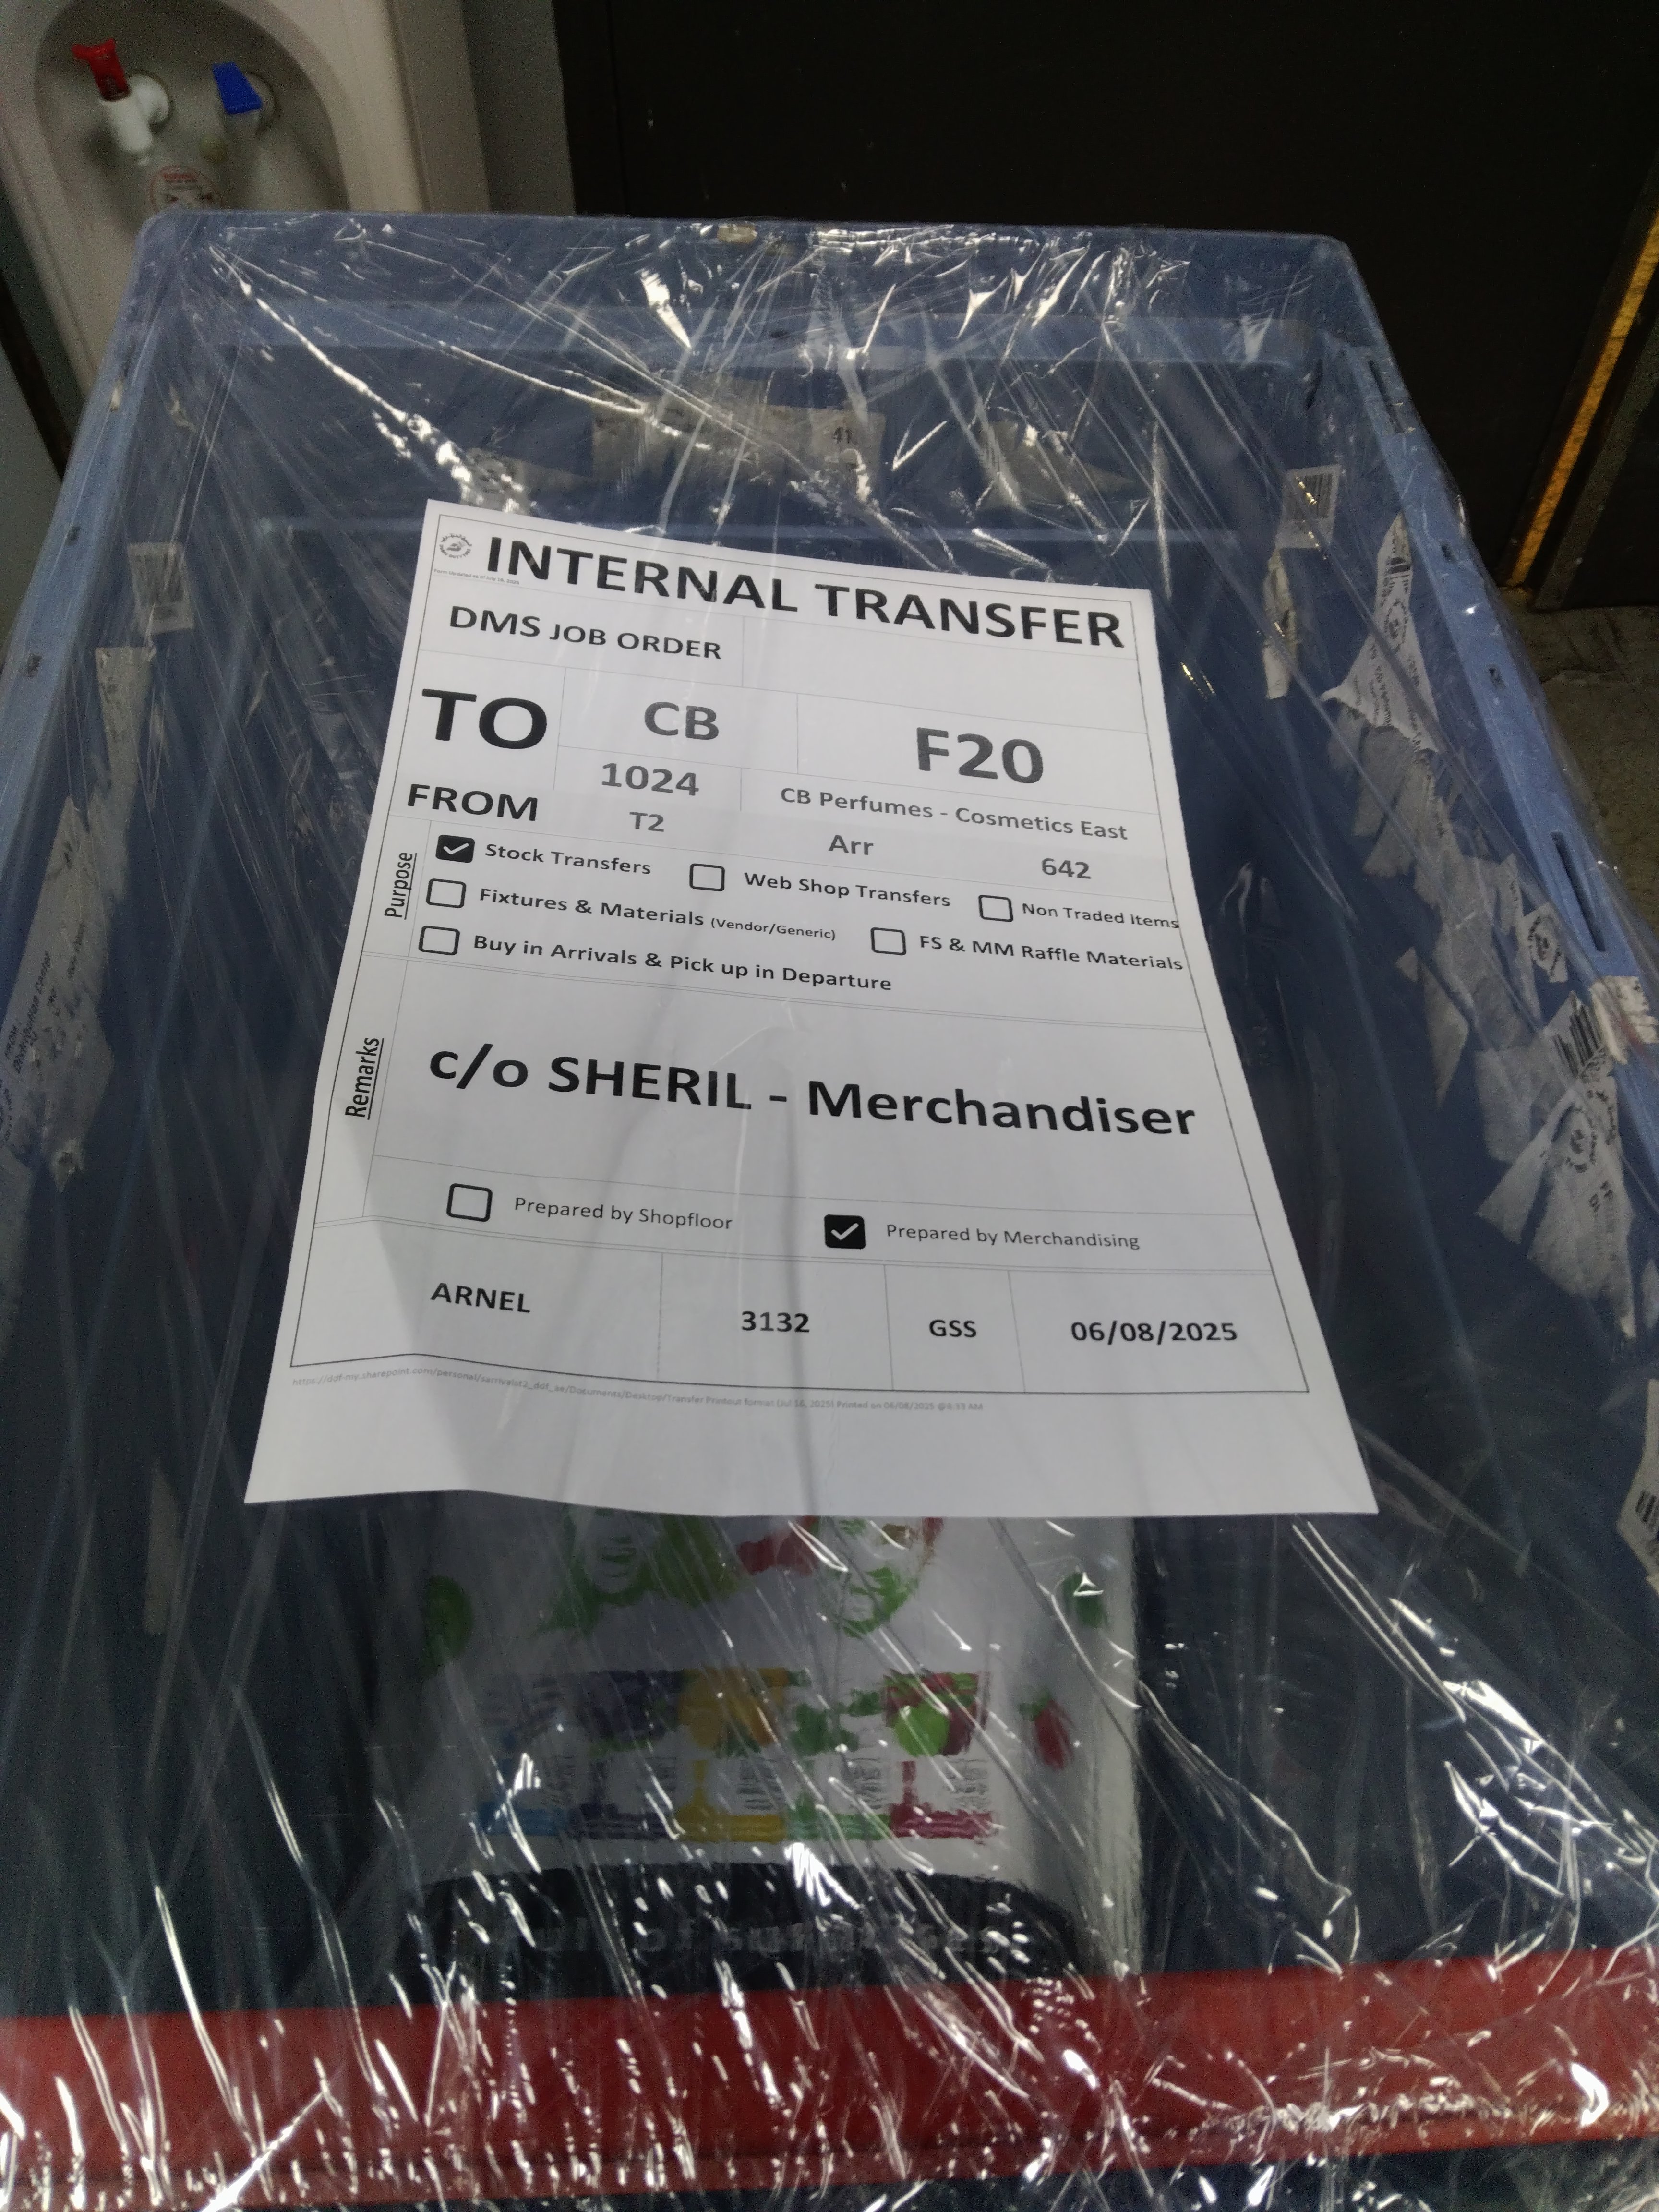 INTERNAL TRANSFER
DMS JOB ORDER
TO
CB
F20
1024
CB Perfumes - Cosmetics East
FROM
T2
Arr
642
Purpose
Stock Transfers
Web Shop Transfers
Non Traded Items
Fixtures & Materials (Vendor/Generic)
FS & MM Raffle Materials
Buy in Arrivals & Pick up in Departure
Remarks
c/o SHERIL - Merchandiser
Prepared by Shopfloor
Prepared by Merchandising
ARNEL
3132
GSS
06/08/2025
41